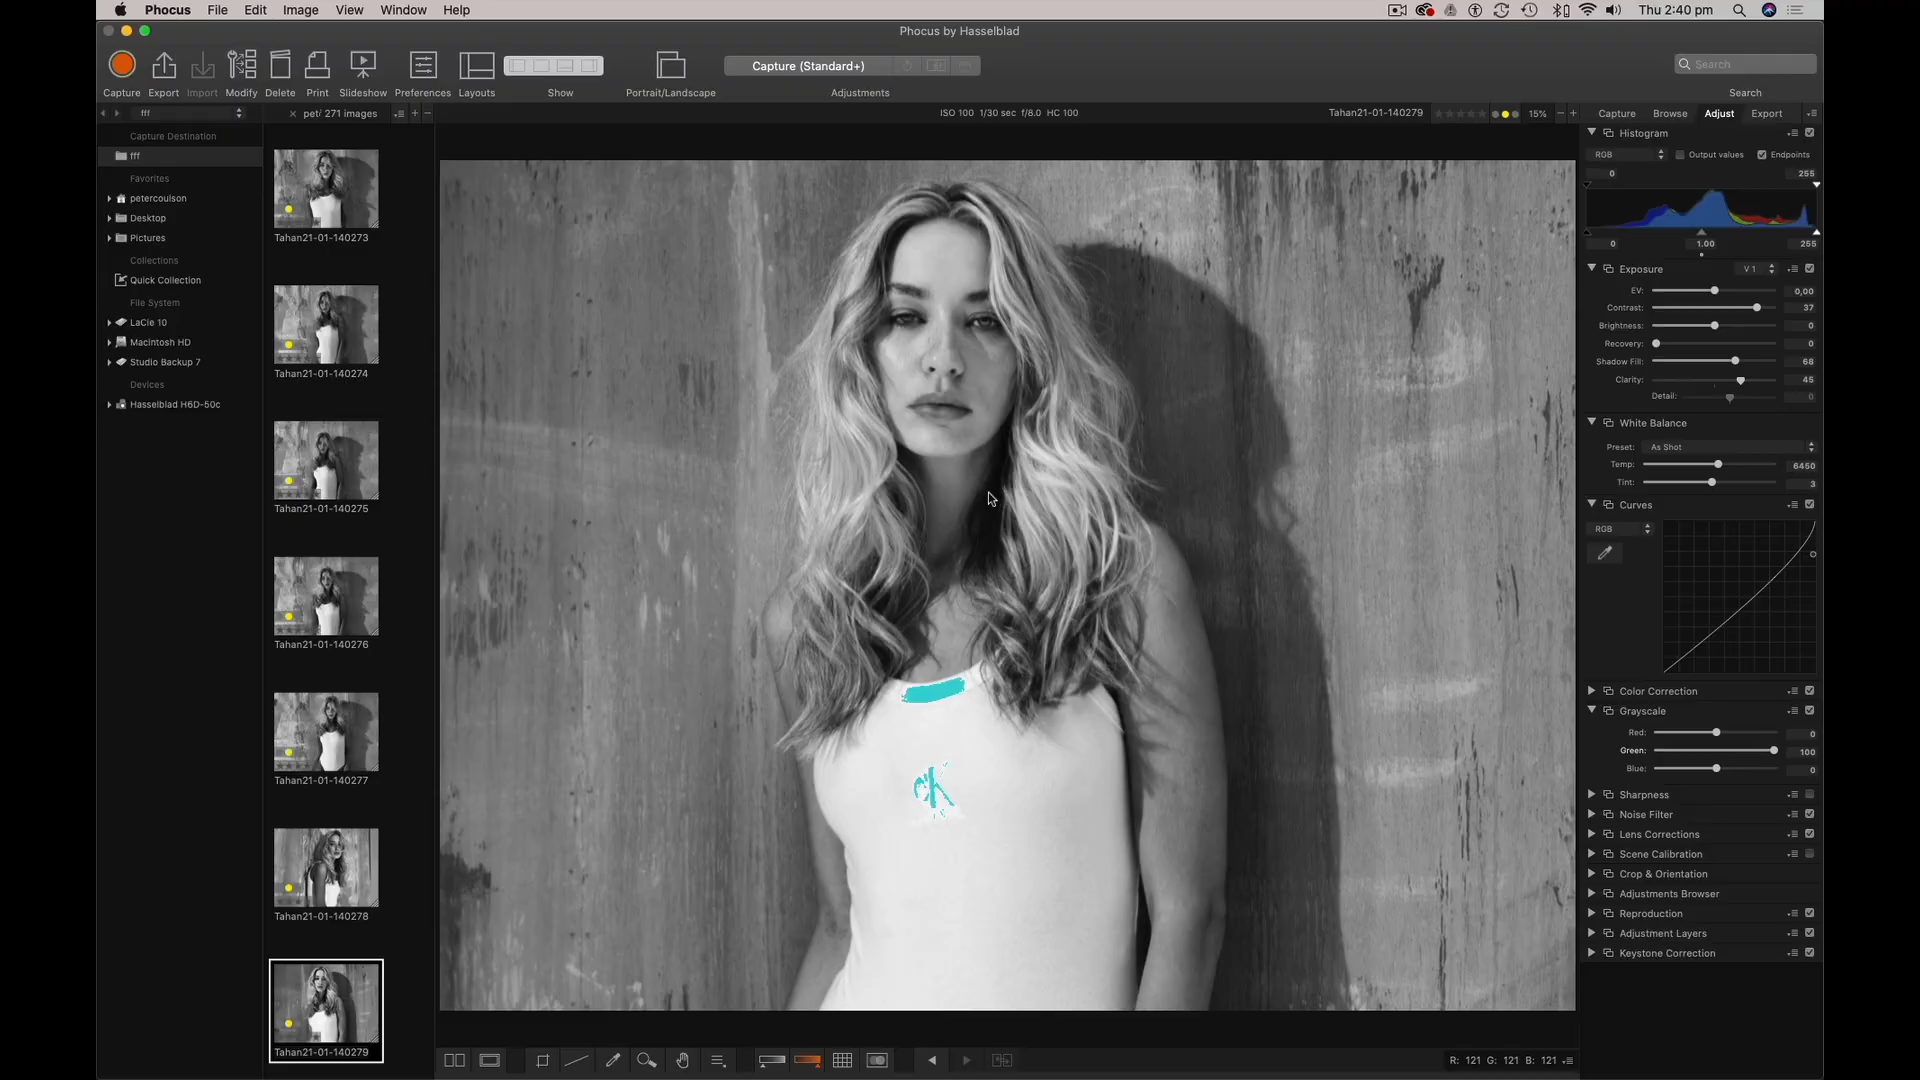 Phocus File Edit Image View Window Help
Thu 2:40 pm
Phocus by Hasselblad
Capture Export Import Modify Delete Print Slideshow Preferences Layouts Show Portrait/Landscape
Capture (Standard+)
Adjustments
Search
Search
fff
pet/ 271 images
ISO 100 1/30 sec f/8.0 HC 100
Tahan21-01-140279
15%
Capture Browse Adjust Export
Capture Destination
fff
Favorites
petercoulson
Desktop
Pictures
Collections
Quick Collection
File System
LaCie 10
Macintosh HD
Studio Backup 7
Devices
Hasselblad H6D-50c
Tahan21-01-140273
Tahan21-01-140274
Tahan21-01-140275
Tahan21-01-140276
Tahan21-01-140277
Tahan21-01-140278
Tahan21-01-140279
cK
Histogram
RGB Output values Endpoints
0 255
0 1.00 255
Exposure V 1
EV: 0,00
Contrast: 37
Brightness: 0
Recovery: 0
Shadow Fill: 68
Clarity: 45
Detail: 0
White Balance
Preset: As Shot
Temp: 6450
Tint: 3
Curves
RGB
Color Correction
Grayscale
Red: 0
Green: 100
Blue: 0
Sharpness
Noise Filter
Lens Corrections
Scene Calibration
Crop & Orientation
Adjustments Browser
Reproduction
Adjustment Layers
Keystone Correction
R: 121 G: 121 B: 121